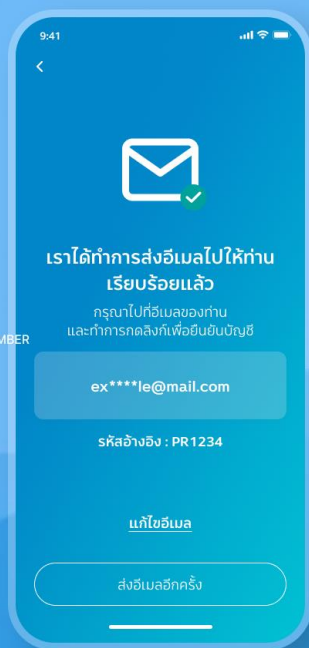 9:41
เราได้ทำการส่งอีเมลไปให้ท่าน
เรียบร้อยแล้ว
กรุณาไปที่อีเมลของท่าน
และทำการกดลิงก์เพื่อยืนยันบัญชี
MBER
ex****le@mail.com
รหัสอ้างอิง : PR1234
แก้ไขอีเมล
ส่งอีเมลอีกครั้ง